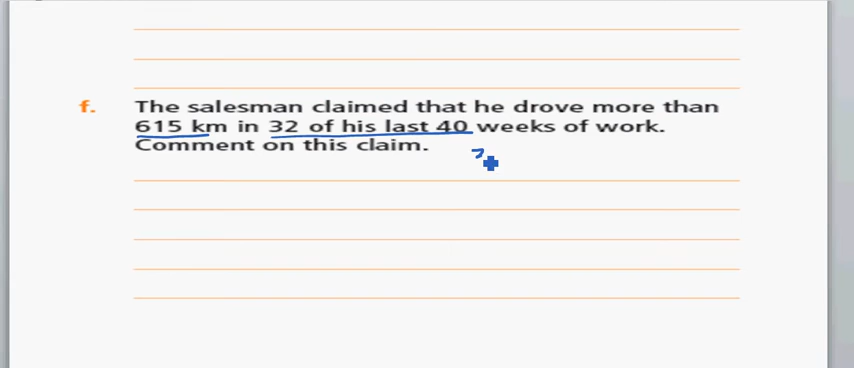 f. The salesman claimed that he drove more than
615 km in 32 of his last 40 weeks of work.
Comment on this claim.